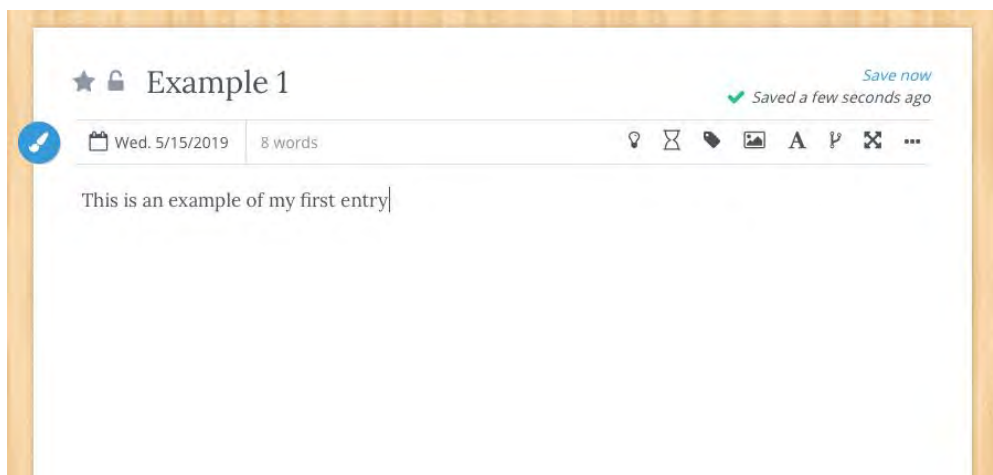 Example 1
Save now
Saved a few seconds ago
Wed. 5/15/2019 8 words
This is an example of my first entry